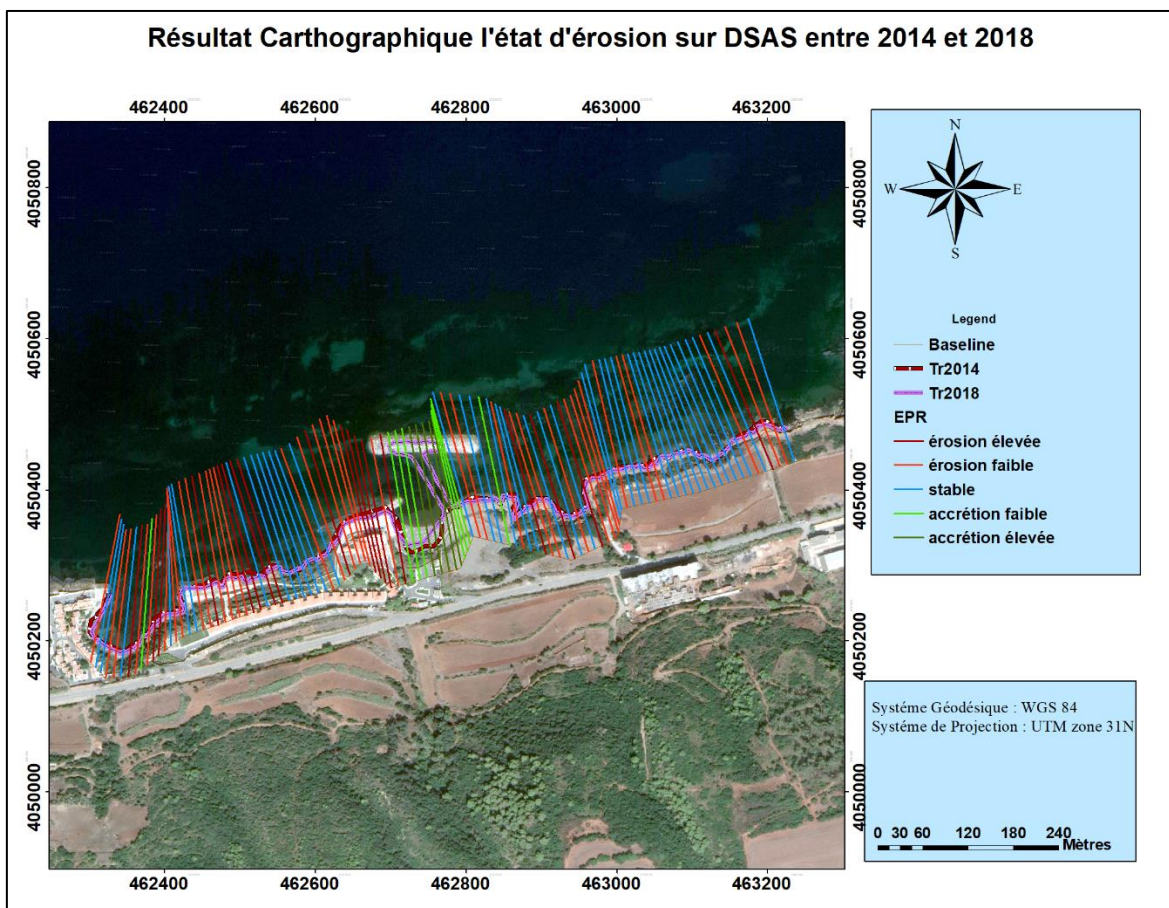 Résultat Carthographique l'état d'érosion sur DSAS entre 2014 et 2018
462400 462600 462800 463000 463200
4050800
4050600
4050400
4050200
4050000
4050800
4050600
4050400
4050200
4050000
462400 462600 462800 463000 463200
N
W E
S
Legend
Baseline
Tr2014
Tr2018
EPR
érosion élevée
érosion faible
stable
accrétion faible
accrétion élevée
Systéme Géodésique : WGS 84
Systéme de Projection : UTM zone 31N
0 30 60 120 180 240
Mètres